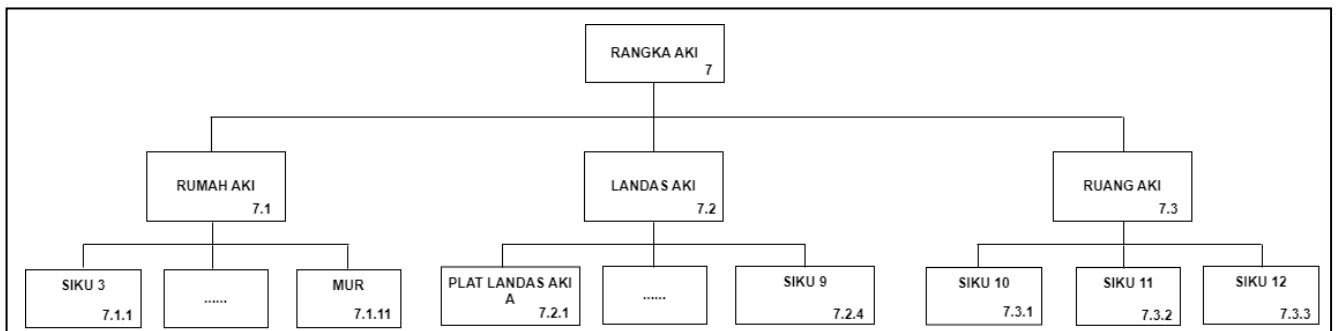 RANGKA AKI
7
RUMAH AKI
7.1
LANDAS AKI
7.2
RUANG AKI
7.3
SIKU 3
7.1.1
......
MUR
7.1.11
PLAT LANDAS AKI
A
7.2.1
......
SIKU 9
7.2.4
SIKU 10
7.3.1
SIKU 11
7.3.2
SIKU 12
7.3.3